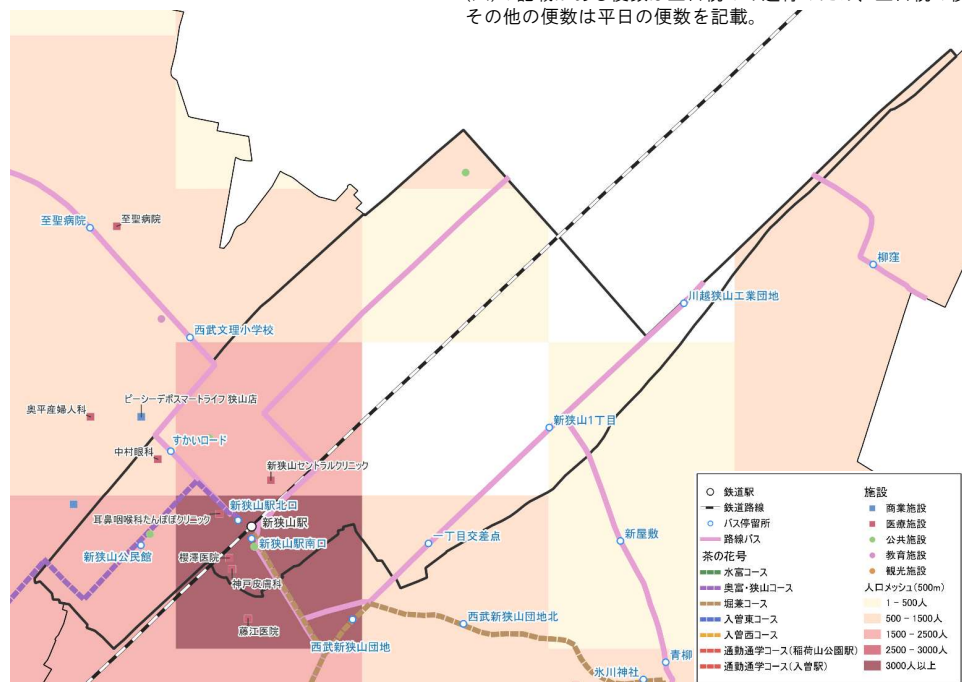 その他の便数は平日の便数を記載。
至聖病院
至聖病院
柳窪
川越狭山工業団地
西武文理小学校
ピーシーデポスマートライフ 狭山店
奥平産婦人科
すかいロード
新狭山1丁目
中村眼科
新狭山セントラルクリニック
新狭山駅北口
耳鼻咽喉科たんぽぽクリニック
新狭山駅
新狭山公民館
新狭山駅南口
一丁目交差点
新屋敷
櫻澤医院
神戸皮膚科
藤江医院
西武新狭山団地北
西武新狭山団地
青柳
氷川神社
鉄道駅
鉄道路線
バス停留所
路線バス
茶の花号
水富コース
奥富・狭山コース
堀兼コース
入曽東コース
入曽西コース
通勤通学コース(稲荷山公園駅)
通勤通学コース(入曽駅)
施設
商業施設
医療施設
公共施設
教育施設
観光施設
人口メッシュ(500m)
1 - 500人
500 - 1500人
1500 - 2500人
2500 - 3000人
3000人以上